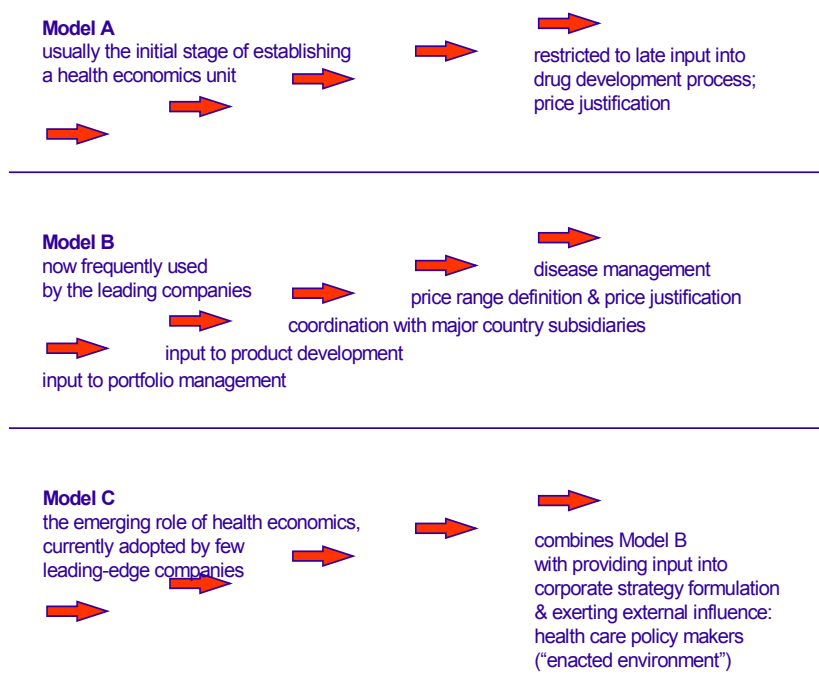 Model A
usually the initial stage of establishing
a health economics unit
restricted to late input into
drug development process;
price justification
Model B
now frequently used
by the leading companies
disease management
price range definition & price justification
coordination with major country subsidiaries
input to product development
input to portfolio management
Model C
the emerging role of health economics,
currently adopted by few
leading-edge companies
combines Model B
with providing input into
corporate strategy formulation
& exerting external influence:
health care policy makers
(“enacted environment”)